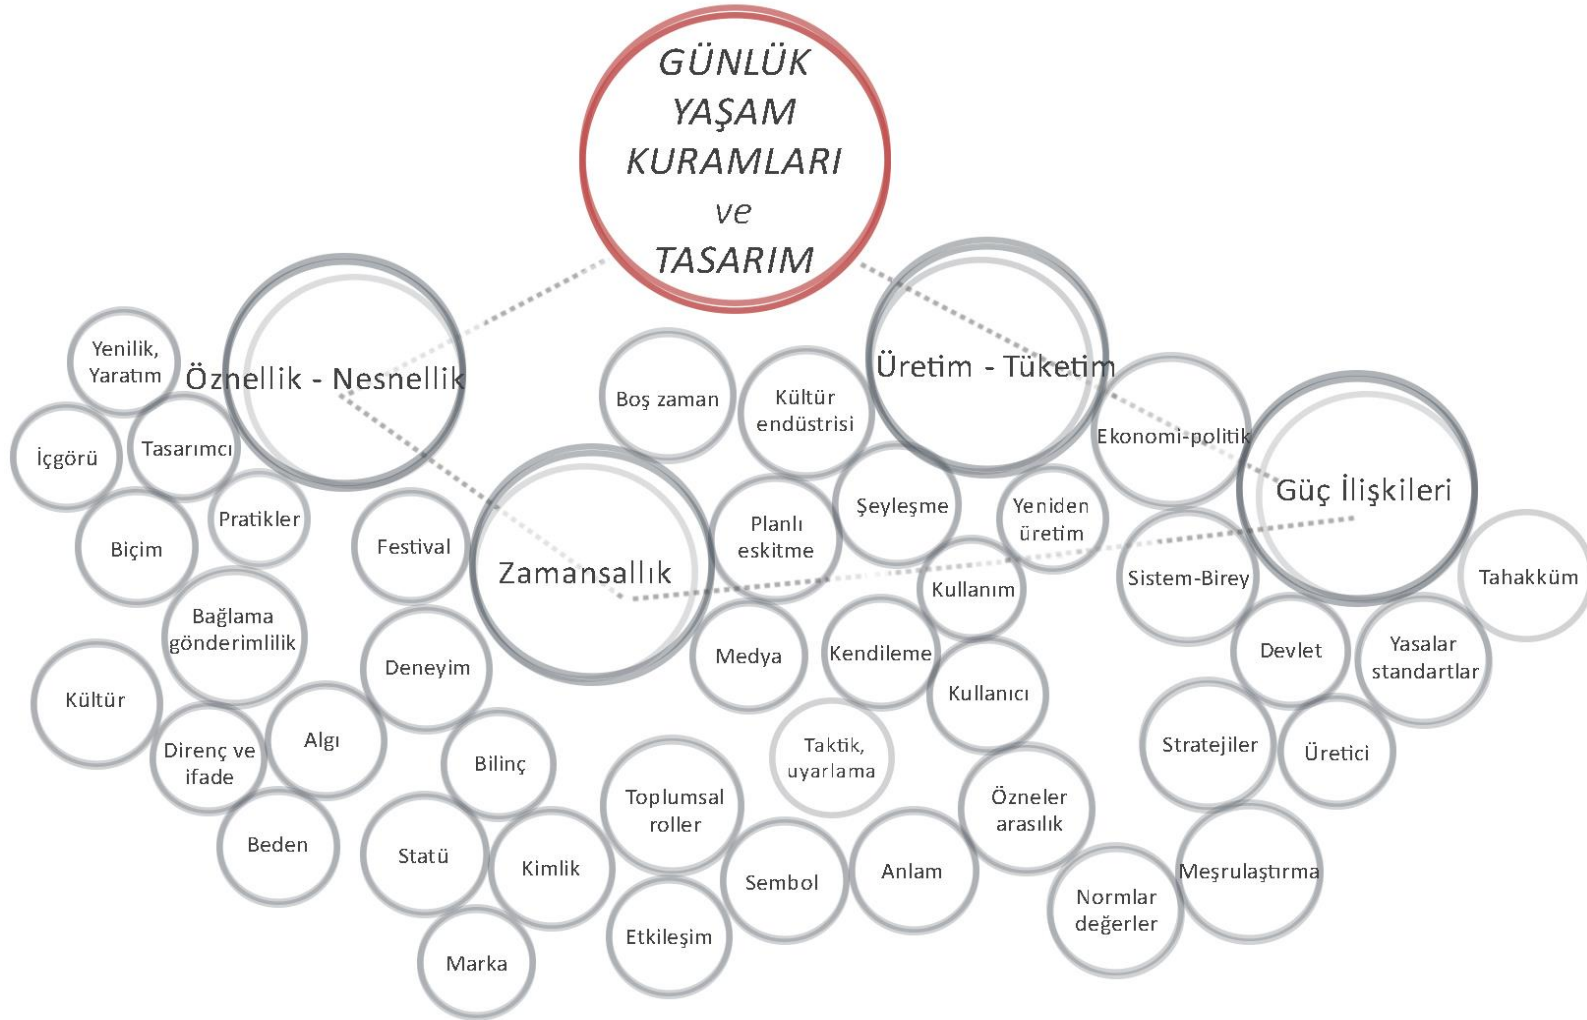 GÜNLÜK
YAŞAM
KURAMLARI
ve
TASARIM
Öznellik - Nesnellik
Üretim - Tüketim
Güç İlişkileri
Zamansallık
Yenilik,
Yaratım
İçgörü
Tasarımcı
Biçim
Pratikler
Bağlama
gönderimlilik
Kültür
Direnç ve
ifade
Algı
Beden
Festival
Deneyim
Bilinç
Statü
Kimlik
Marka
Boş zaman
Kültür
endüstrisi
Planlı
eskitme
Şeyleşme
Yeniden
üretim
Kullanım
Medya
Kendileme
Kullanıcı
Taktik,
uyarlama
Toplumsal
roller
Etkileşim
Sembol
Anlam
Özneler
arasılık
Normlar
değerler
Meşrulaştırma
Ekonomi-politik
Sistem-Birey
Devlet
Yasalar
standartlar
Tahakküm
Stratejiler
Üretici